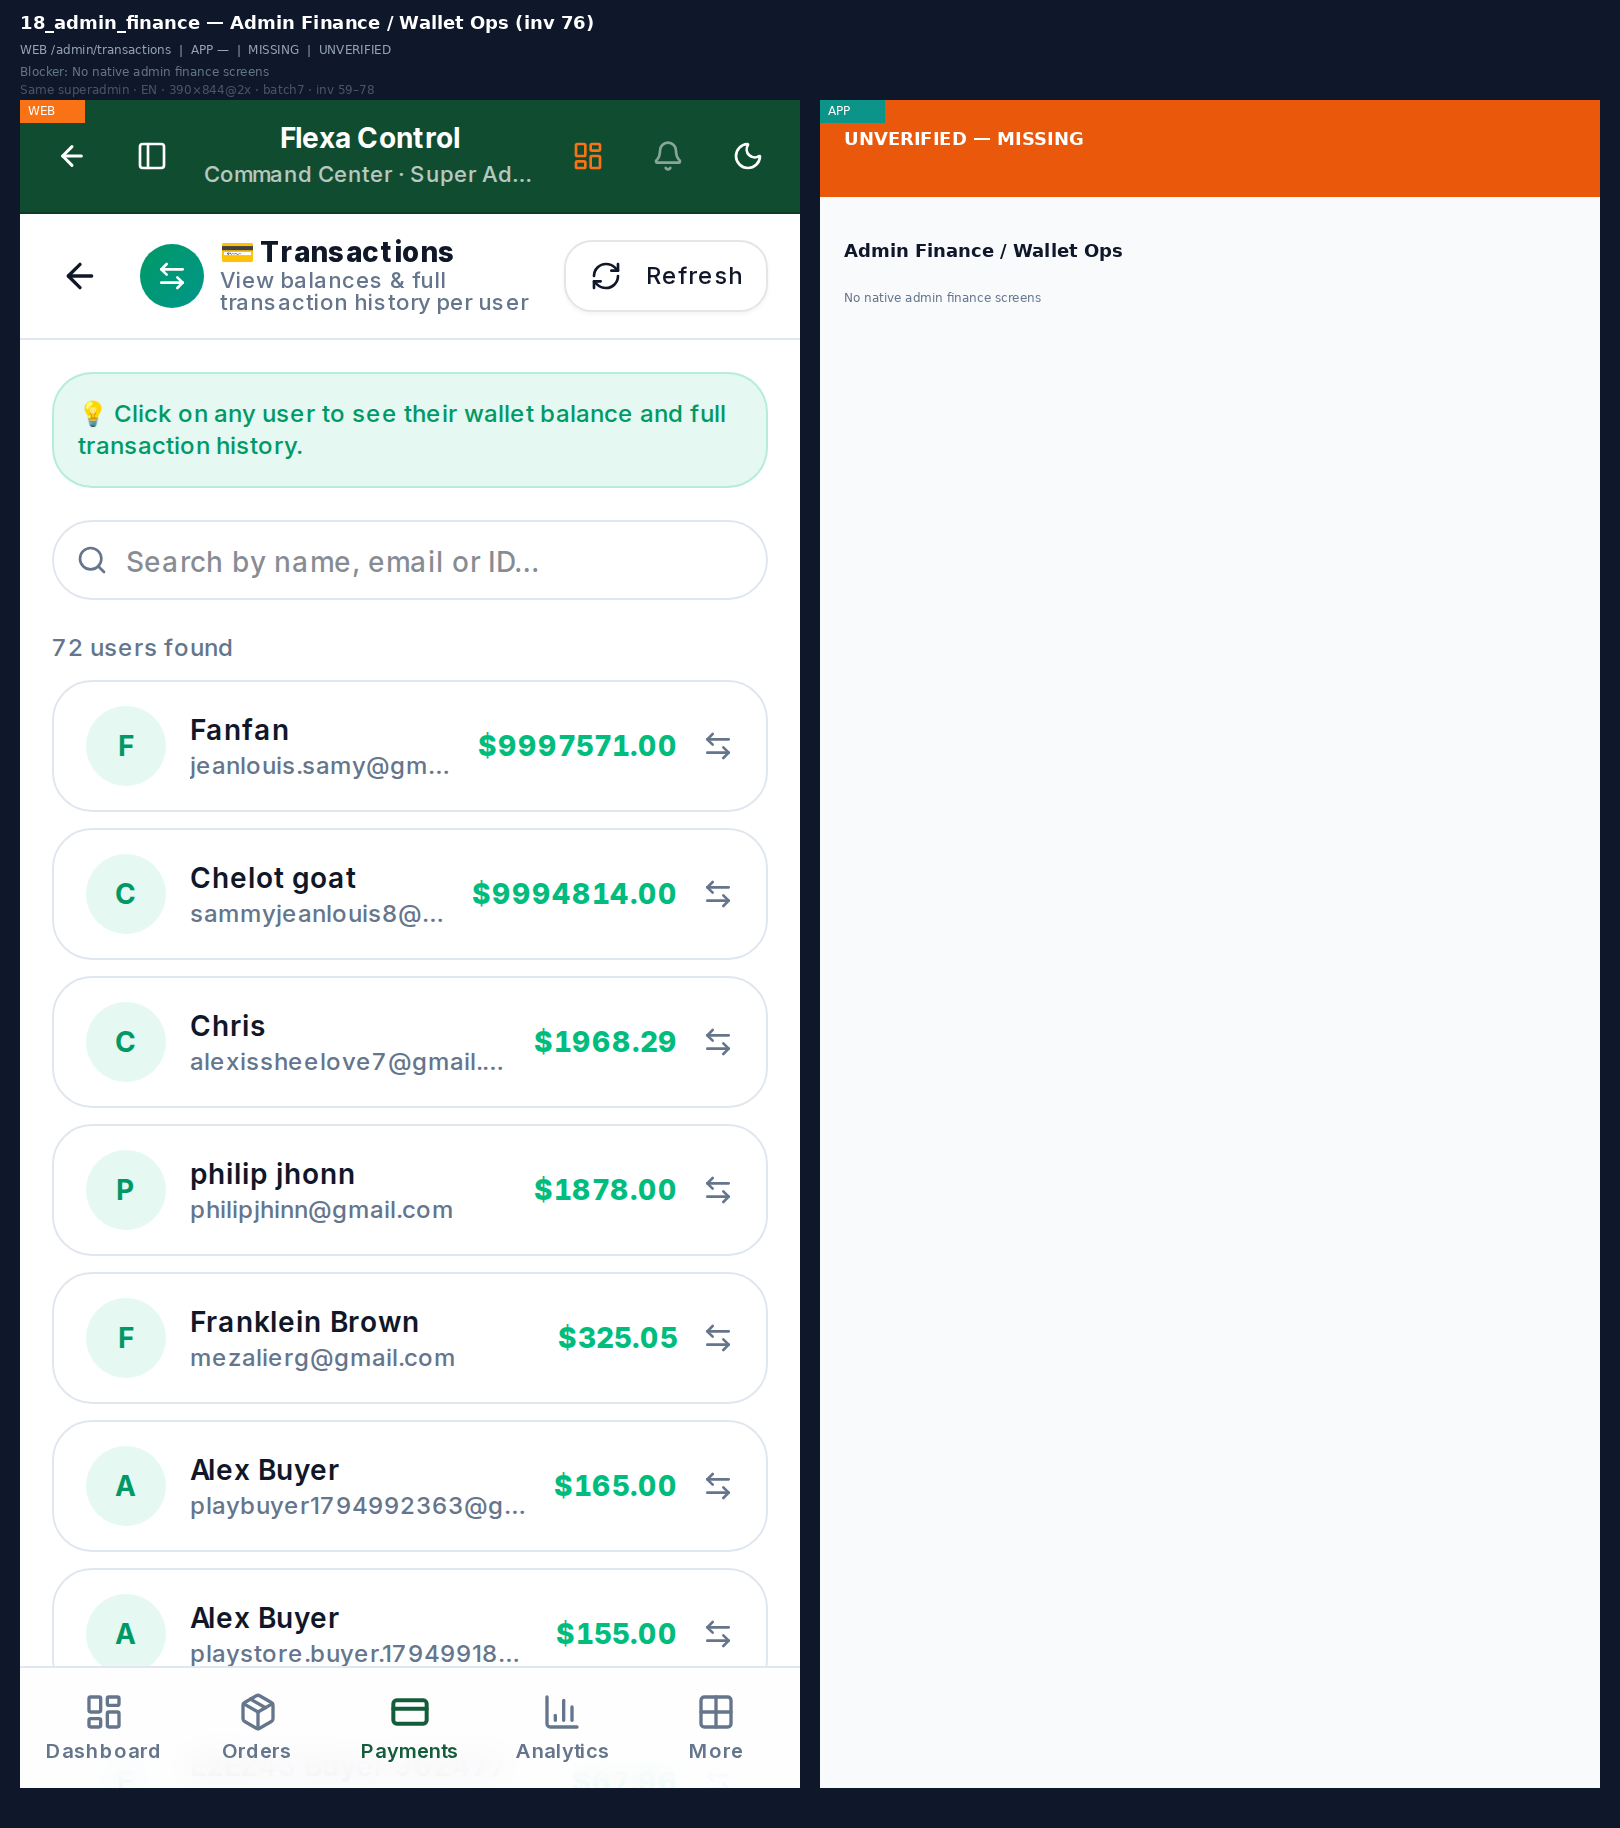 18_admin_finance — Admin Finance / Wallet Ops (inv 76)
WEB /admin/transactions | APP — | MISSING | UNVERIFIED
Blocker: No native admin finance screens
Same superadmin · EN · 390×844@2x · batch7 · inv 59–78
WEB
Flexa Control
Command Center · Super Ad...
💳 Transactions
View balances & full
transaction history per user
Refresh
💡 Click on any user to see their wallet balance and full
transaction history.
Search by name, email or ID...
72 users found
F
Fanfan
jeanlouis.samy@gm...
$9997571.00
C
Chelot goat
sammyjeanlouis8@...
$9994814.00
C
Chris
alexissheelove7@gmail....
$1968.29
P
philip jhonn
philipjhinn@gmail.com
$1878.00
F
Franklein Brown
mezalierg@gmail.com
$325.05
A
Alex Buyer
playbuyer1794992363@g...
$165.00
A
Alex Buyer
playstore.buyer.17949918...
$155.00
Dashboard
Orders
Payments
Analytics
More
APP
UNVERIFIED — MISSING
Admin Finance / Wallet Ops
No native admin finance screens